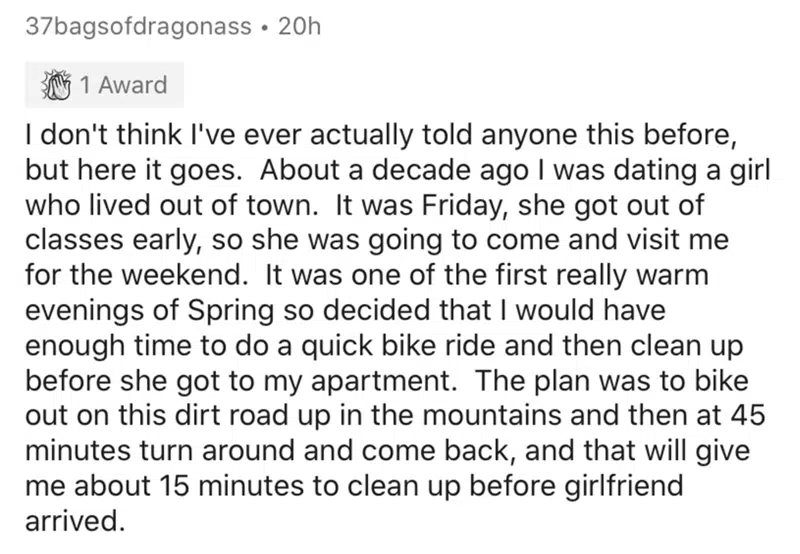 37bagsofdragonass • 20h
1 Award
I don't think I've ever actually told anyone this before,
but here it goes.  About a decade ago I was dating a girl
who lived out of town.  It was Friday, she got out of
classes early, so she was going to come and visit me
for the weekend.  It was one of the first really warm
evenings of Spring so decided that I would have
enough time to do a quick bike ride and then clean up
before she got to my apartment.  The plan was to bike
out on this dirt road up in the mountains and then at 45
minutes turn around and come back, and that will give
me about 15 minutes to clean up before girlfriend
arrived.